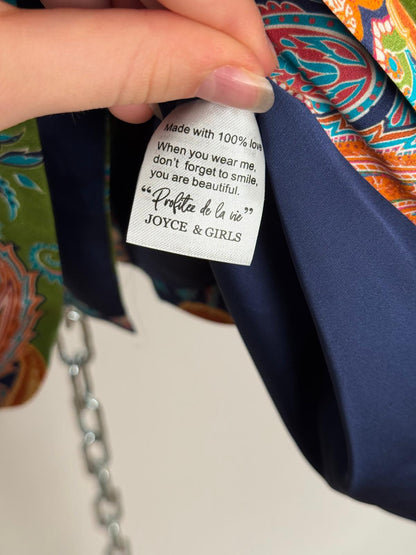 Made with 100% love
When you wear me,
don't forget to smile,
you are beautiful.
"Profitez de la vie"
JOYCE & GIRLS